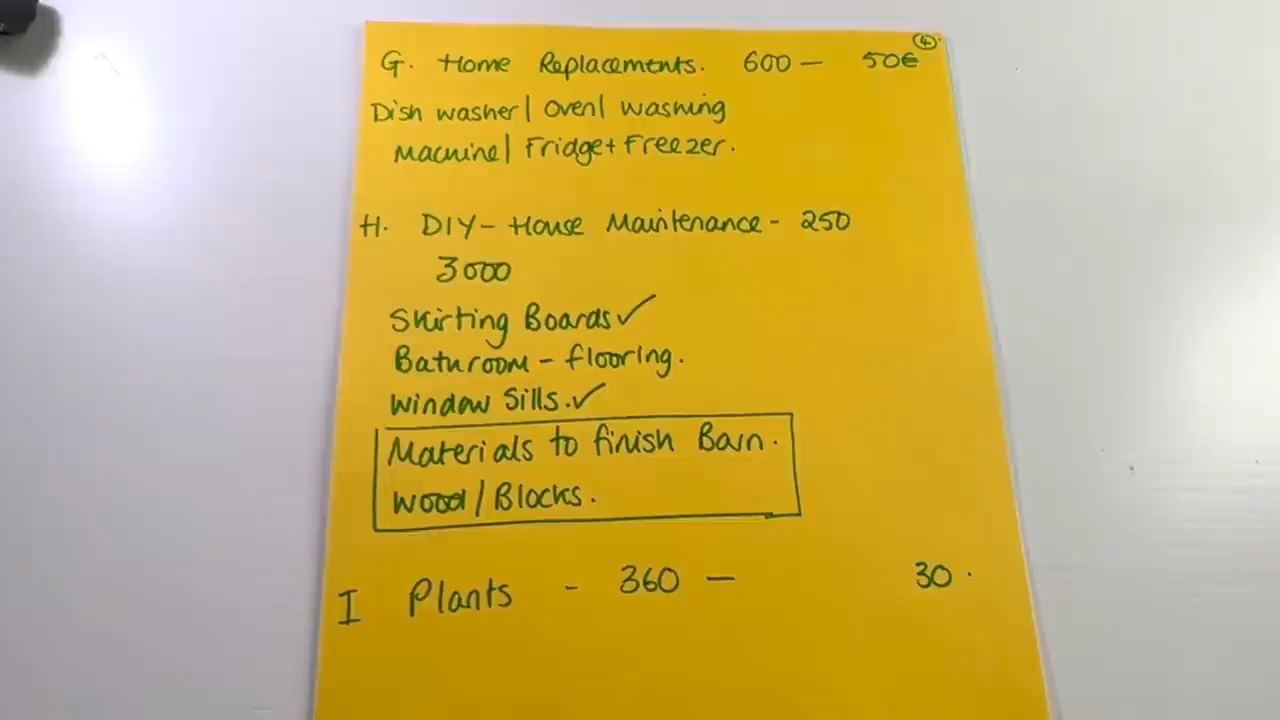 4
G. Home Replacements. 600 — 50€
Dish washer| Oven| washing
Machine| Fridge + Freezer.
H. DIY - House Maintenance - 250
3000
Skirting Boards ✓
Bathroom - flooring.
Window Sills. ✓
Materials to finish Barn.
Wood / Blocks.
I Plants - 360 — 30.